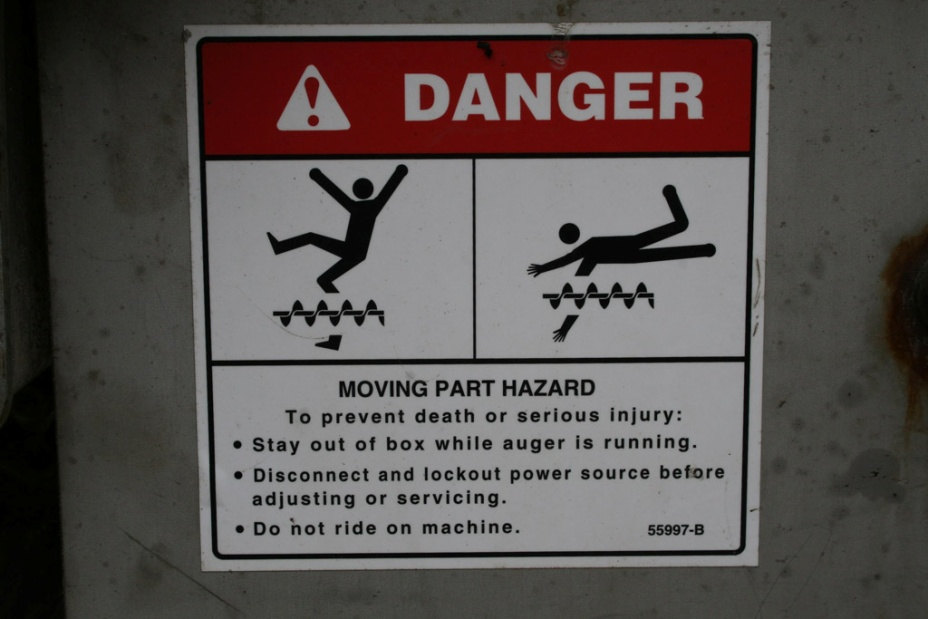 DANGER
MOVING PART HAZARD
To prevent death or serious injury:
• Stay out of box while auger is running.
• Disconnect and lockout power source before
adjusting or servicing.
• Do not ride on machine.
55997-B